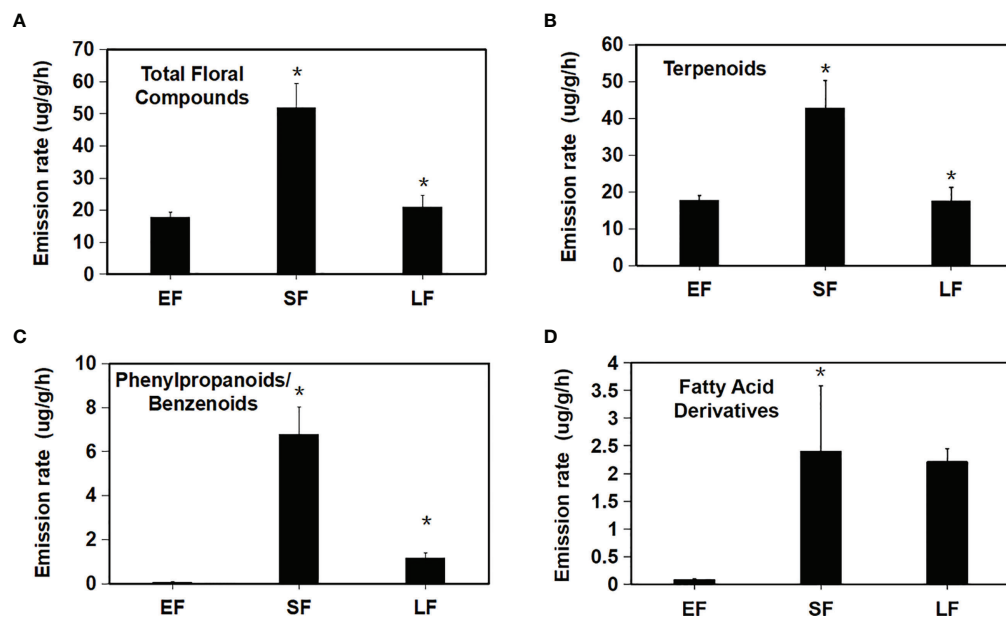 A
Total Floral
Compounds
Emission rate (ug/g/h)
70
60
50
40
30
20
10
0
*
*
EF SF LF
B
Terpenoids
Emission rate (ug/g/h)
60
50
40
30
20
10
0
*
*
EF SF LF
C
Phenylpropanoids/
Benzenoids
Emission rate (ug/g/h)
10
8
6
4
2
0
*
*
EF SF LF
D
Fatty Acid
Derivatives
Emission rate (ug/g/h)
4
3.5
3
2.5
2
1.5
1
0.5
0
*
EF SF LF